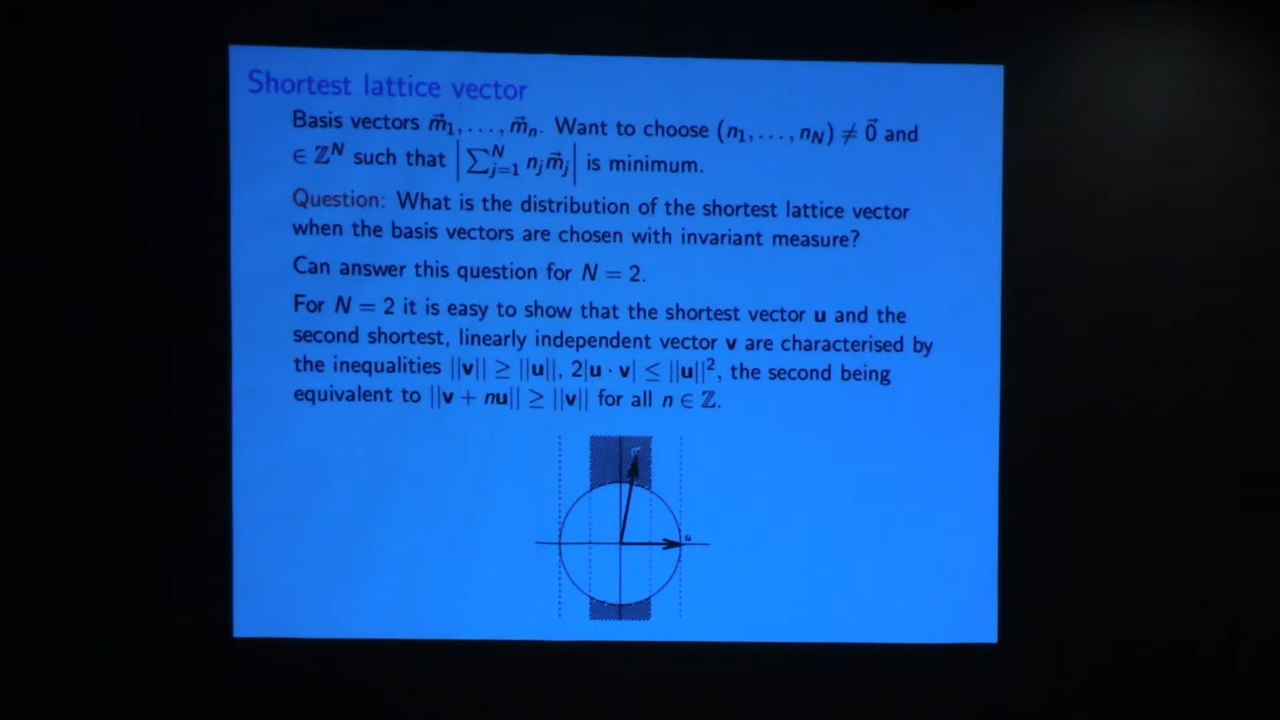 Shortest lattice vector
Basis vectors m⃗₁, . . . , m⃗ₙ. Want to choose (n₁, . . . , n_N) ≠ 0⃗ and
∈ ℤᴺ such that |∑ᴺⱼ₌₁ nⱼm⃗ⱼ| is minimum.
Question: What is the distribution of the shortest lattice vector
when the basis vectors are chosen with invariant measure?
Can answer this question for N = 2.
For N = 2 it is easy to show that the shortest vector u and the
second shortest, linearly independent vector v are characterised by
the inequalities ||v|| ≥ ||u||, 2|u · v| ≤ ||u||², the second being
equivalent to ||v + nu|| ≥ ||v|| for all n ∈ ℤ.
u